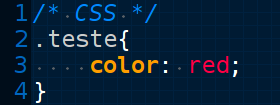 1 /* CSS */
2 .teste{
3     color: red;
4 }